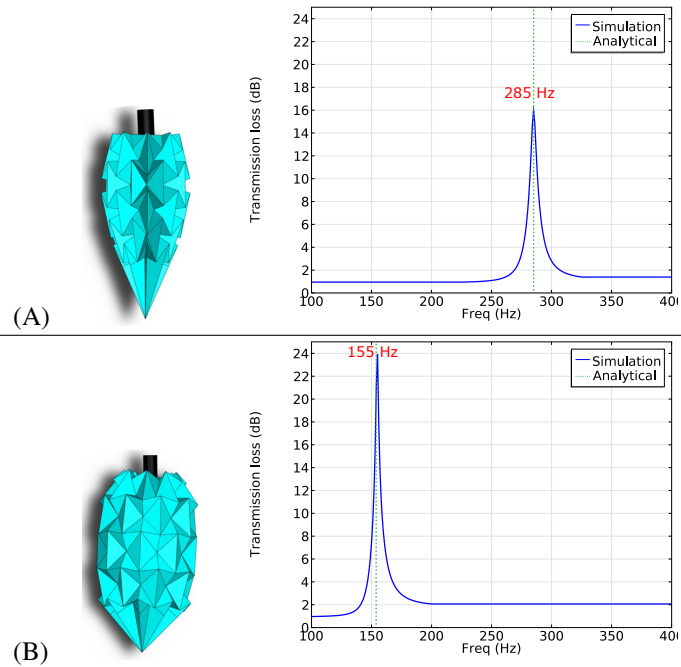 24
22
20
18
16
14
12
10
8
6
4
2
0
Transmission loss (dB)
Simulation
Analytical
285 Hz
100 150 200 250 300 350 400
Freq (Hz)
(A)
24
22
20
18
16
14
12
10
8
6
4
2
0
Transmission loss (dB)
155 Hz
Simulation
Analytical
100 150 200 250 300 350 400
Freq (Hz)
(B)